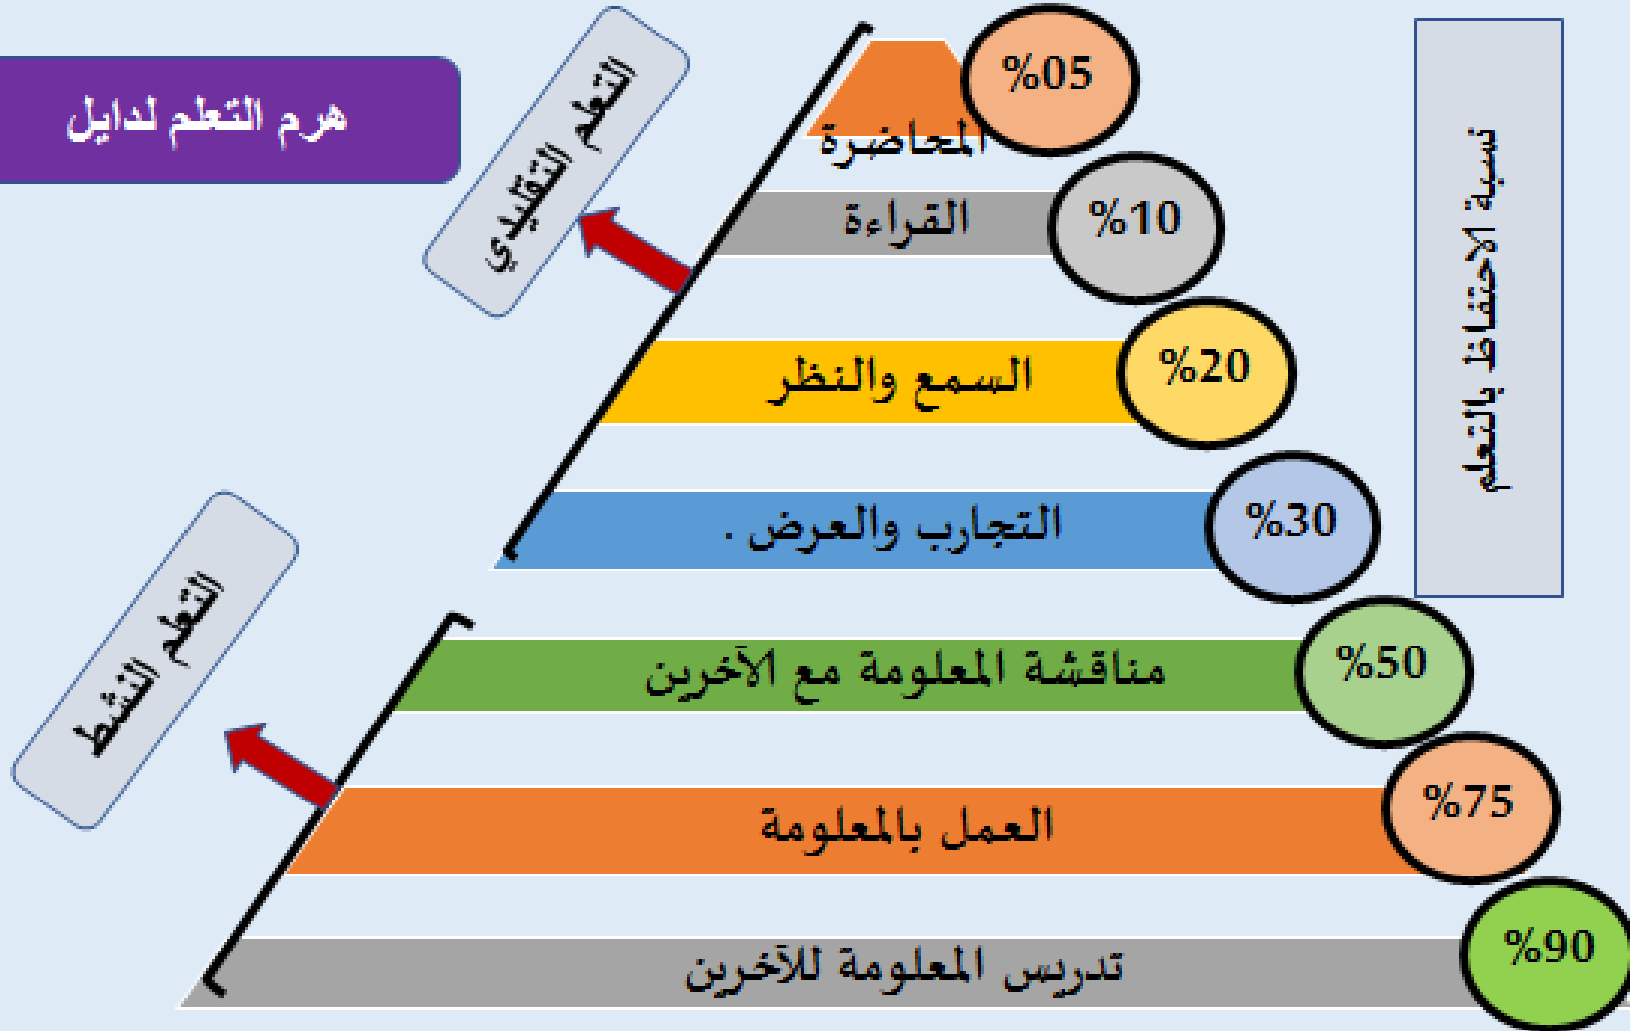 هرم التعلم لدايل
التعلم التقليدي
نسبة الاحتفاظ بالتعلم
%05
المحاضرة
%10
القراءة
%20
السمع والنظر
%30
التجارب والعرض .
التعلم النشط
%50
مناقشة المعلومة مع الآخرين
%75
العمل بالمعلومة
%90
تدريس المعلومة للآخرين